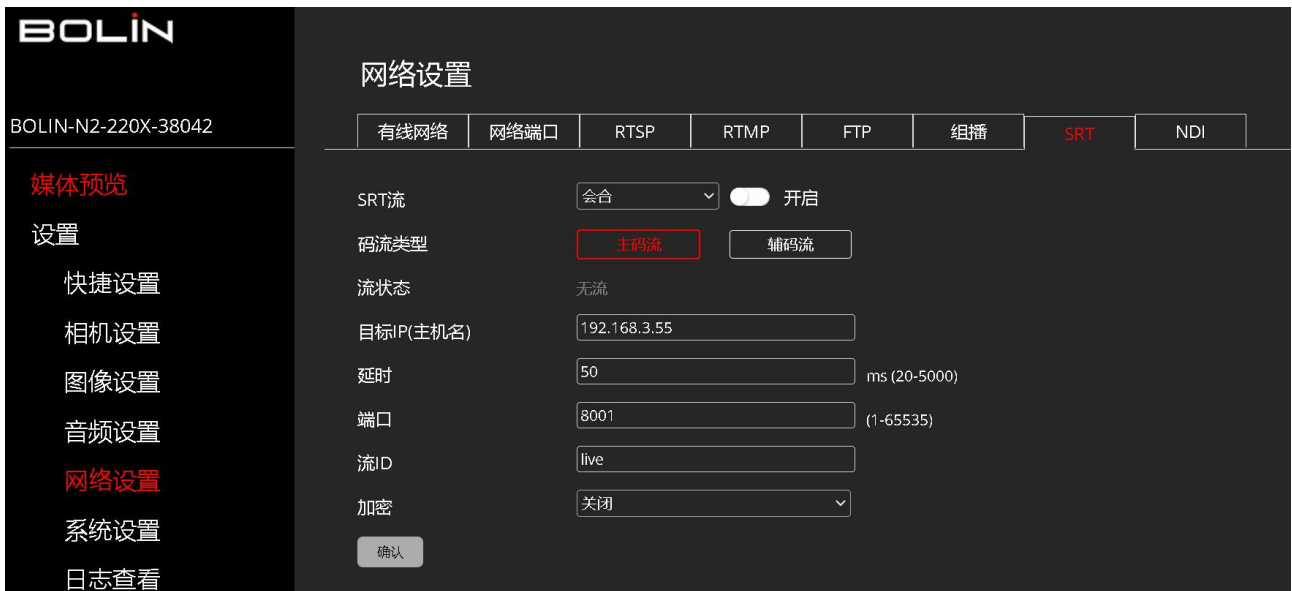 BOLIN
网络设置
BOLIN-N2-220X-38042
有线网络 网络端口 RTSP RTMP FTP 组播 SRT NDI
媒体预览
设置
快捷设置
相机设置
图像设置
音频设置
网络设置
系统设置
日志查看
SRT流 会合 开启
码流类型 主码流 辅码流
流状态 无流
目标IP(主机名) 192.168.3.55
延时 50 ms (20-5000)
端口 8001 (1-65535)
流ID live
加密 关闭
确认